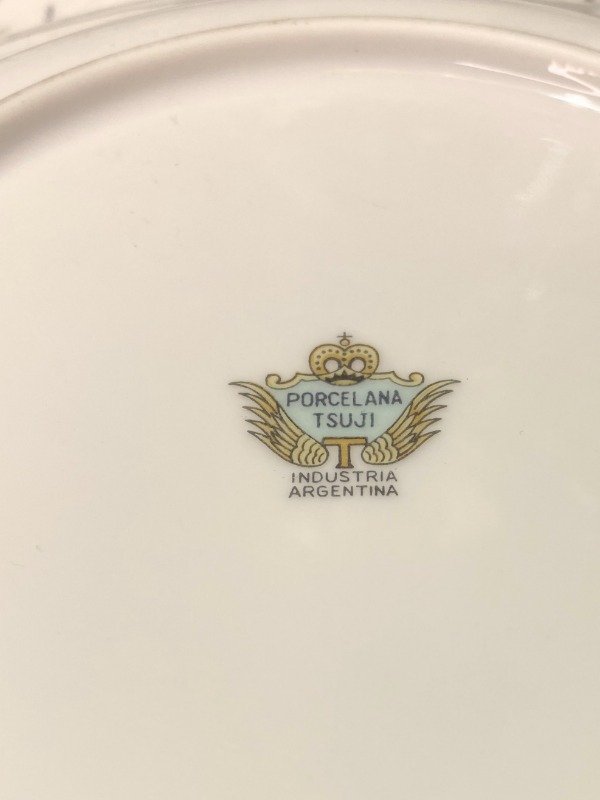 PORCELANA
TSUJI
T
INDUSTRIA
ARGENTINA